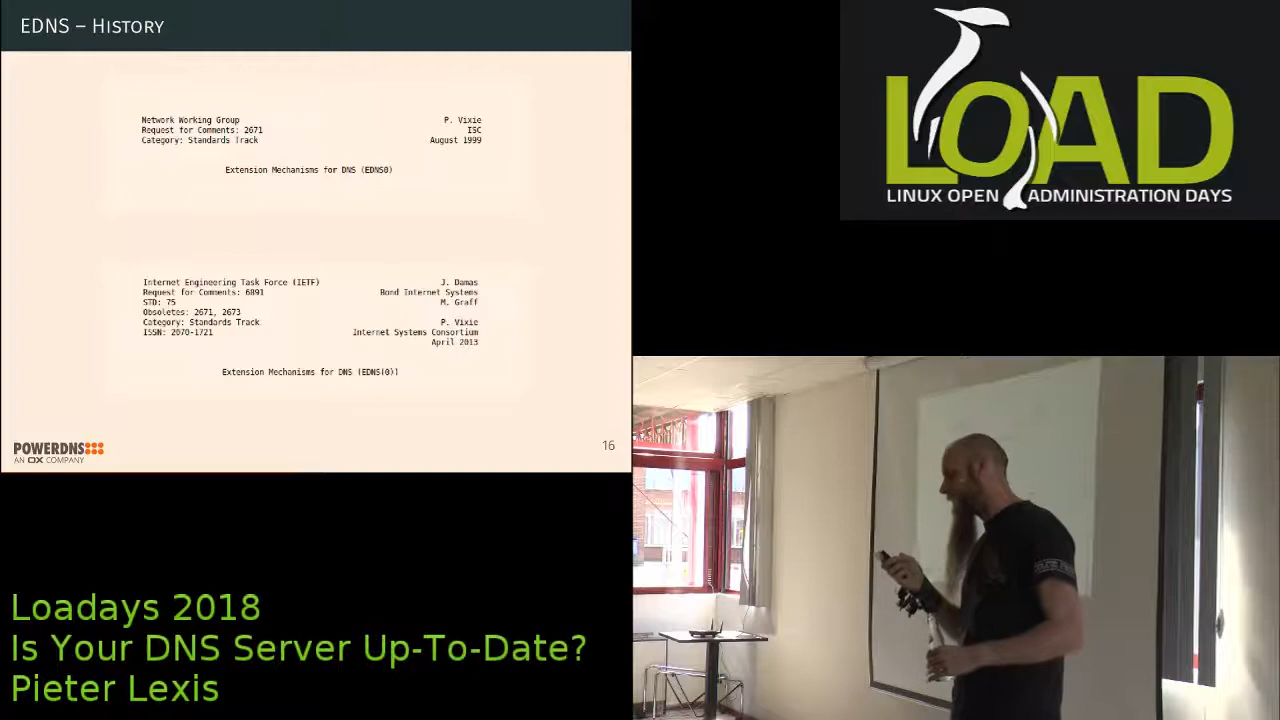 EDNS – History
Network Working Group P. Vixie
Request for Comments: 2671 ISC
Category: Standards Track August 1999
Extension Mechanisms for DNS (EDNS0)
Internet Engineering Task Force (IETF) J. Damas
Request for Comments: 6891 Bond Internet Systems
STD: 75 M. Graff
Obsoletes: 2671, 2673
Category: Standards Track P. Vixie
ISSN: 2070-1721 Internet Systems Consortium
April 2013
Extension Mechanisms for DNS (EDNS(0))
POWERDNS
AN OX COMPANY
16
LOAD
LINUX OPEN ADMINISTRATION DAYS
Loadays 2018
Is Your DNS Server Up-To-Date?
Pieter Lexis